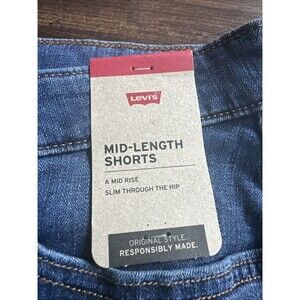 Levi's
MID-LENGTH
SHORTS
A MID RISE
SLIM THROUGH THE HIP
ORIGINAL STYLE.
RESPONSIBLY MADE.